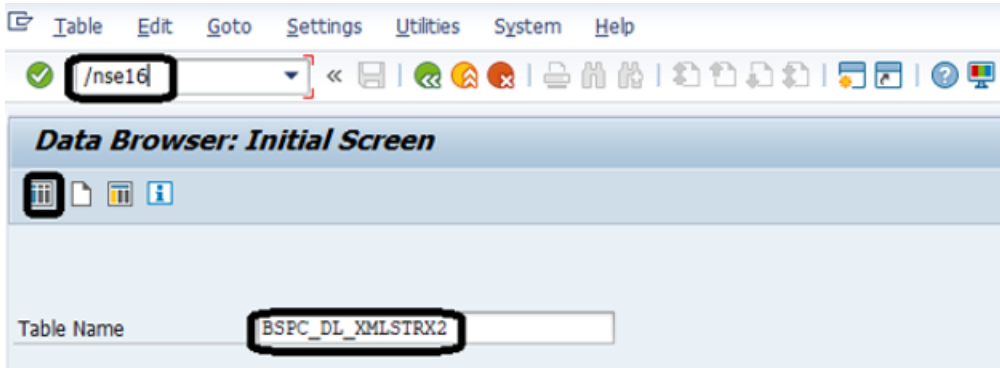 Table Edit Goto Settings Utilities System Help
/nse16
Data Browser: Initial Screen
Table Name BSPC_DL_XMLSTRX2